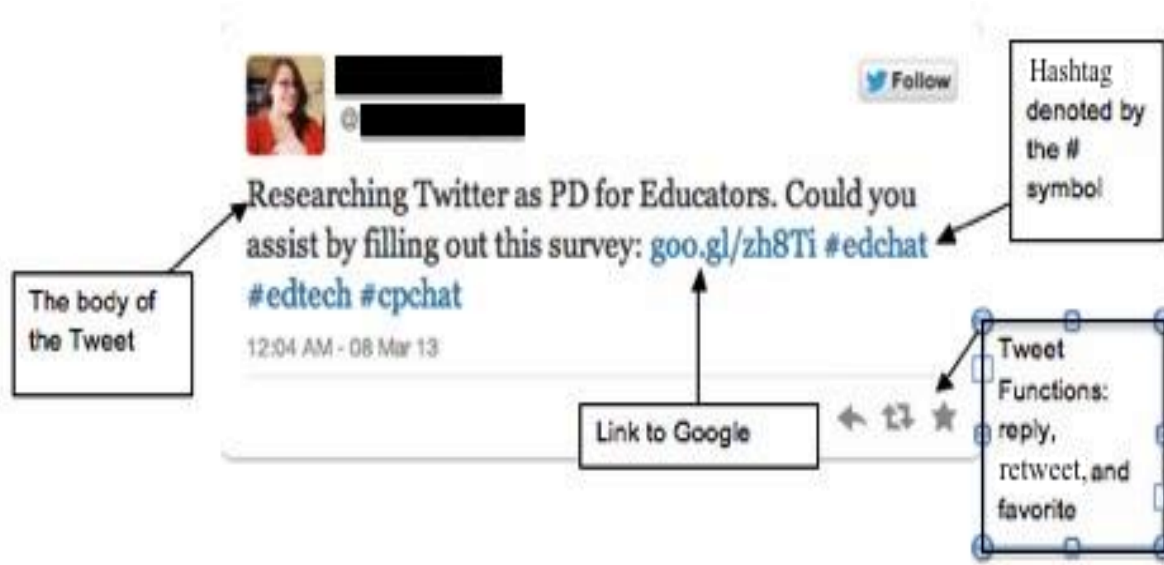 @
Follow
Hashtag
denoted by
the #
symbol
Researching Twitter as PD for Educators. Could you
assist by filling out this survey: goo.gl/zh8Ti #edchat
#edtech #cpchat
The body of
the Tweet
12:04 AM - 08 Mar 13
Link to Google
Tweet
Functions:
reply,
retweet, and
favorite